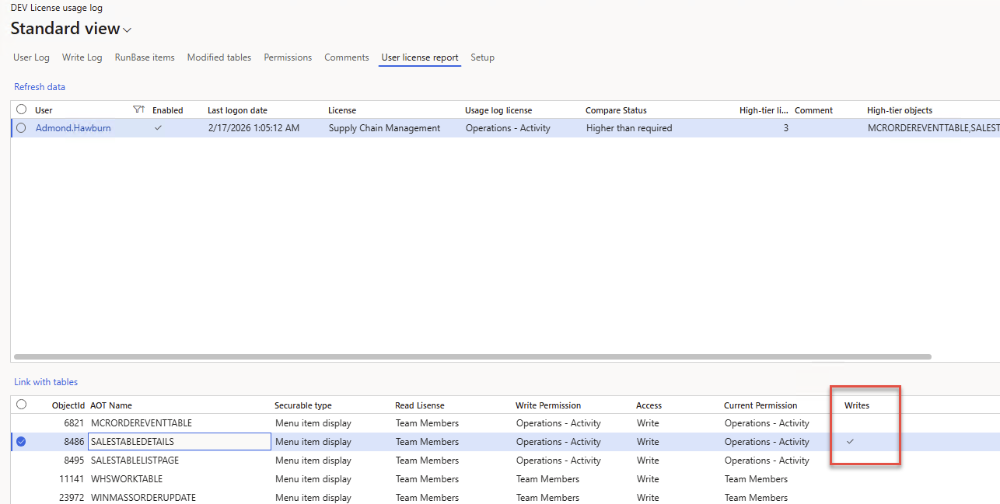 DEV License usage log
Standard view
User Log Write Log RunBase items Modified tables Permissions Comments User license report Setup
Refresh data
User Enabled Last logon date License Usage log license Compare Status High-tier li... Comment High-tier objects
Admond.Hawburn 2/17/2026 1:05:12 AM Supply Chain Management Operations - Activity Higher than required 3 MCRORDEREVENTTABLE,SALEST
Link with tables
ObjectId AOT Name Securable type Read License Write Permission Access Current Permission Writes
6821 MCRORDEREVENTTABLE Menu item display Team Members Operations - Activity Write Operations - Activity
8486 SALESTABLEDETAILS Menu item display Team Members Operations - Activity Write Operations - Activity
8495 SALESTABLELISTPAGE Menu item display Team Members Operations - Activity Write Operations - Activity
11141 WHSWORKTABLE Menu item display Team Members Team Members Write Team Members
23972 WINMASSORDERUPDATE Menu item display Team Members Team Members Write Team Members